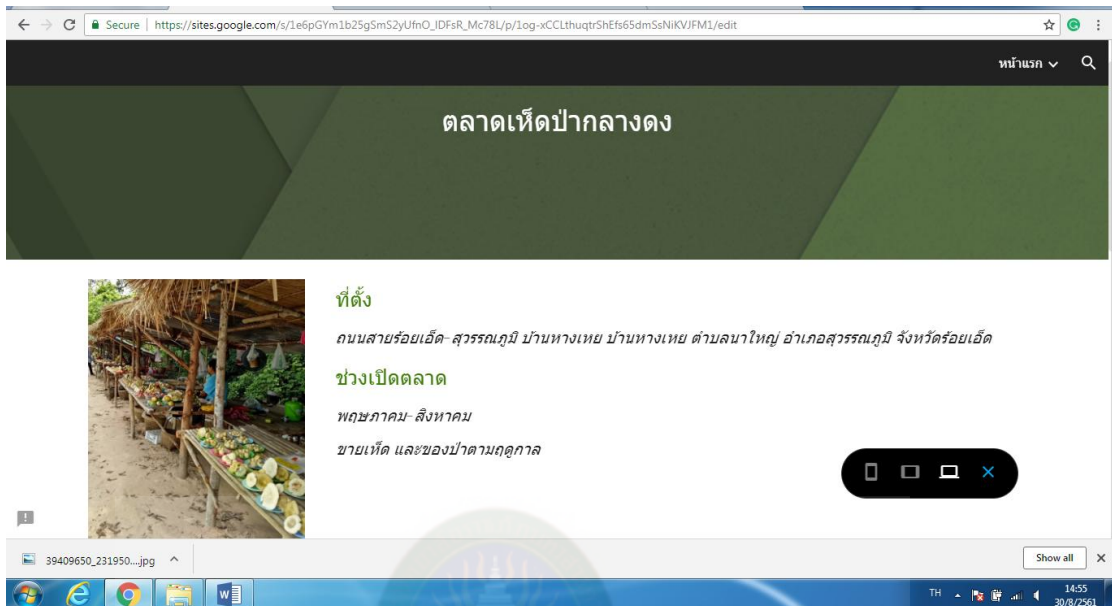 Secure | https://sites.google.com/s/1e6pGYm1b25gSmS2yUfnO_IDFsR_Mc78L/p/1og-xCCLthuqtrShEfs65dmSsNiKVJFM1/edit
หน้าแรก
ตลาดเห็ดป่ากลางดง
ที่ตั้ง
ถนนสายร้อยเอ็ด-สุวรรณภูมิ บ้านหางเหย บ้านหางเหย ตำบลนาใหญ่ อำเภอสุวรรณภูมิ จังหวัดร้อยเอ็ด
ช่วงเปิดตลาด
พฤษภาคม-สิงหาคม
ขายเห็ด และของป่าตามฤดูกาล
39409650_231950....jpg
Show all
TH
14:55
30/8/2561